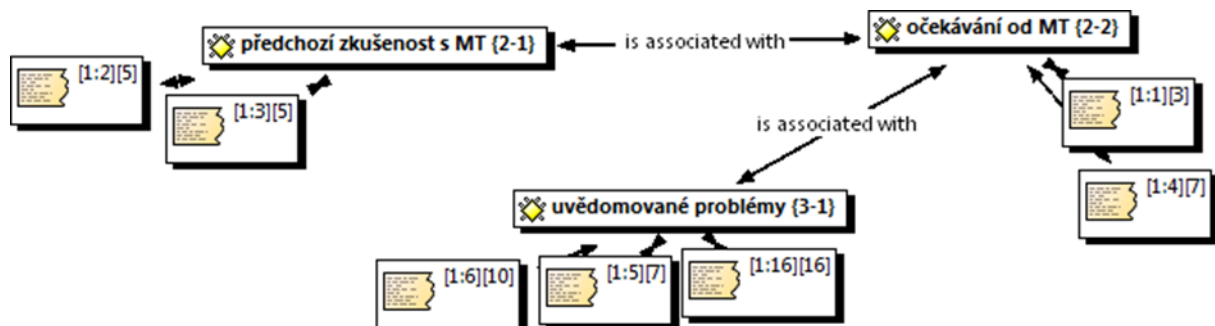 předchozí zkušenost s MT {2-1}
is associated with
očekávání od MT {2-2}
[1:2][5]
[1:3][5]
[1:1][3]
is associated with
[1:4][7]
uvědomované problémy {3-1}
[1:6][10]
[1:5][7]
[1:16][16]